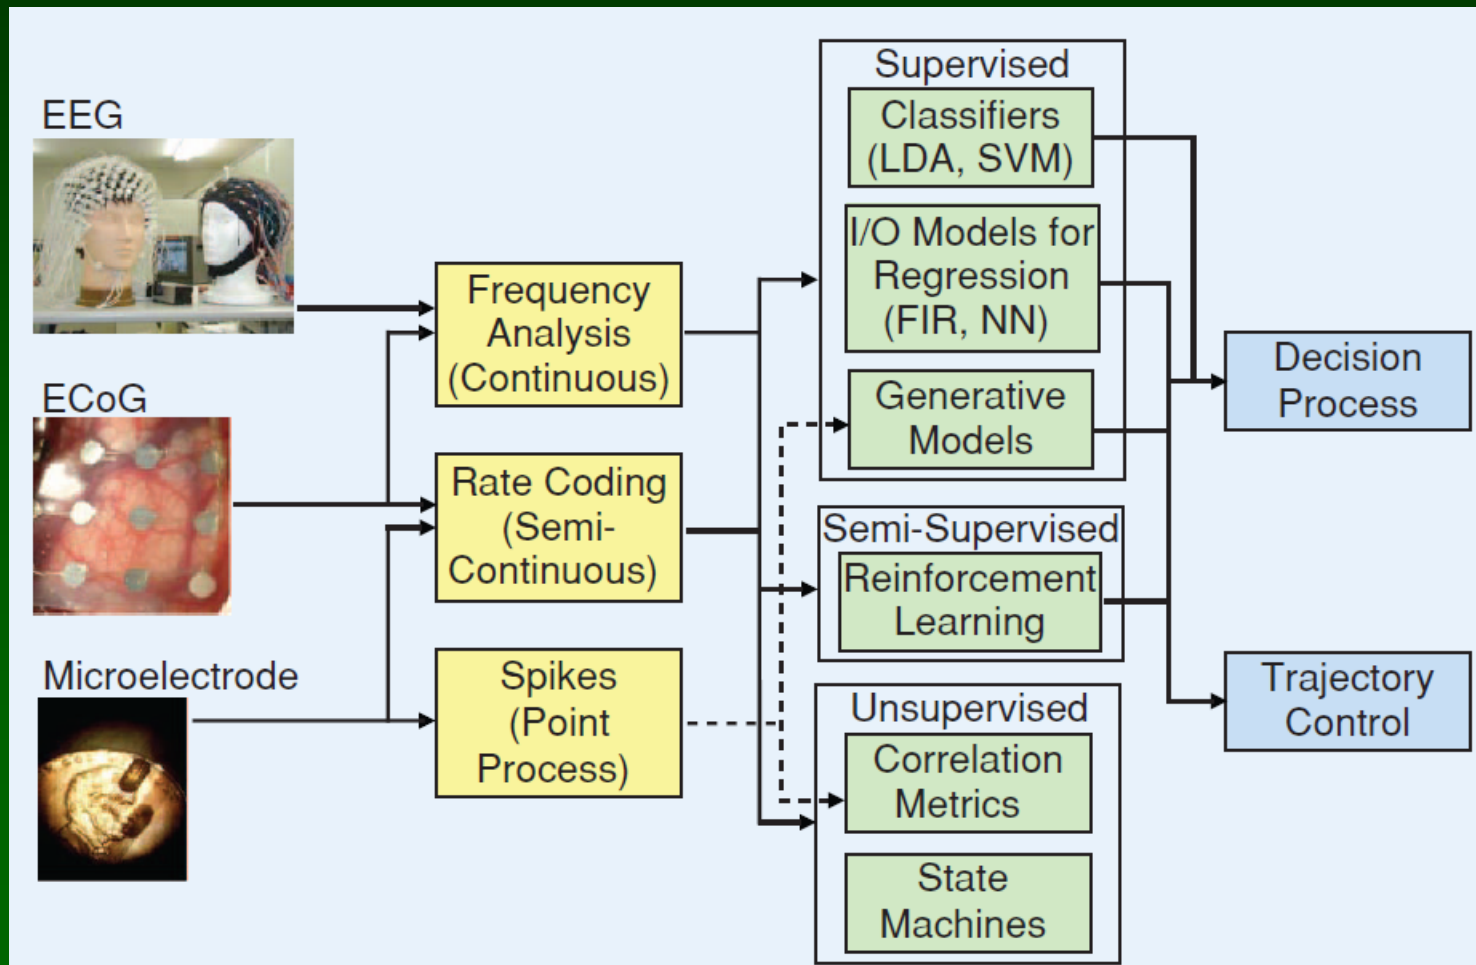 EEG
ECoG
Microelectrode
Frequency
Analysis
(Continuous)
Rate Coding
(Semi-
Continuous)
Spikes
(Point
Process)
Supervised
Classifiers
(LDA, SVM)
I/O Models for
Regression
(FIR, NN)
Generative
Models
Semi-Supervised
Reinforcement
Learning
Unsupervised
Correlation
Metrics
State
Machines
Decision
Process
Trajectory
Control